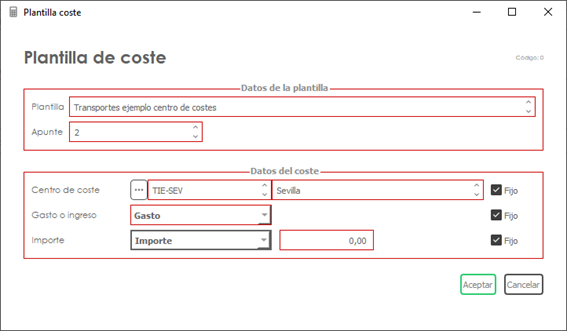 Plantilla coste
Plantilla de coste
Código: 0
Datos de la plantilla
Plantilla Transportes ejemplo centro de costes
Apunte 2
Datos del coste
Centro de coste ... TIE-SEV Sevilla Fijo
Gasto o ingreso Gasto Fijo
Importe Importe 0,00 Fijo
Aceptar Cancelar